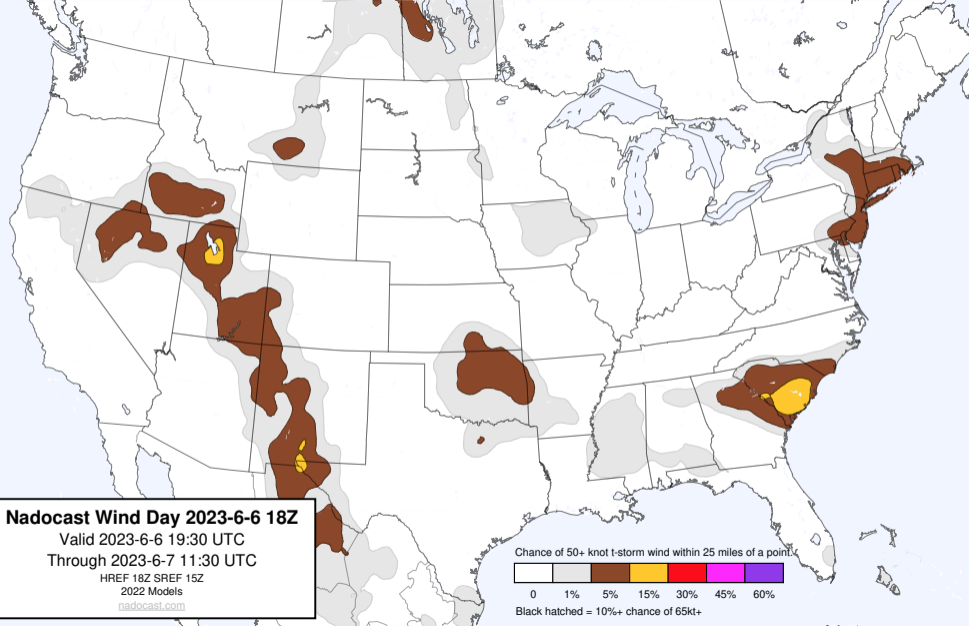 Nadocast Wind Day 2023-6-6 18Z
Valid 2023-6-6 19:30 UTC
Through 2023-6-7 11:30 UTC
HREF 18Z SREF 15Z
2022 Models
nadocast.com
Chance of 50+ knot t-storm wind within 25 miles of a point.
0 1% 5% 15% 30% 45% 60%
Black hatched = 10%+ chance of 65kt+